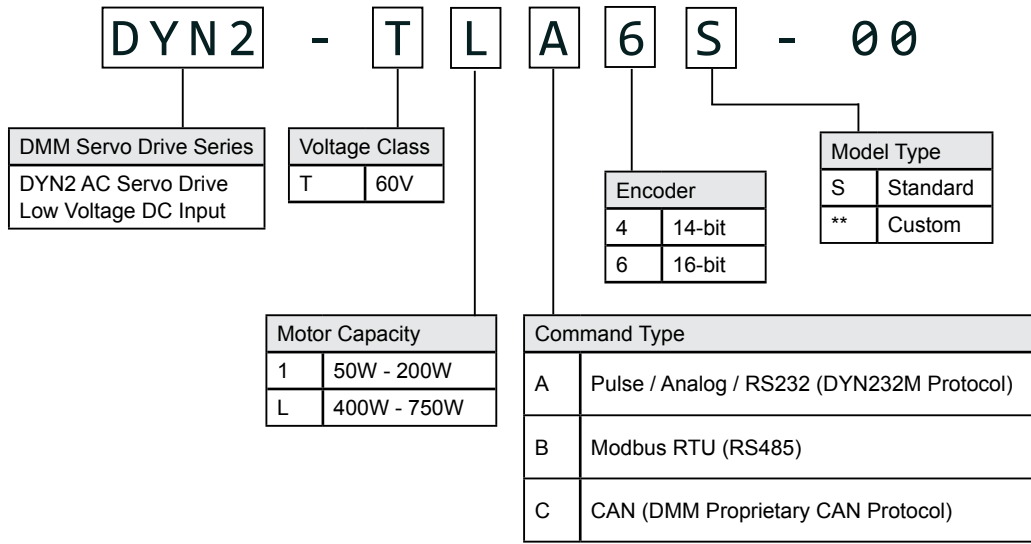 DYN2 - T L A 6 S - 00
DMM Servo Drive Series
DYN2 AC Servo Drive
Low Voltage DC Input
Voltage Class
T 60V
Encoder
4 14-bit
6 16-bit
Model Type
S Standard
** Custom
Motor Capacity
1 50W - 200W
L 400W - 750W
Command Type
A Pulse / Analog / RS232 (DYN232M Protocol)
B Modbus RTU (RS485)
C CAN (DMM Proprietary CAN Protocol)